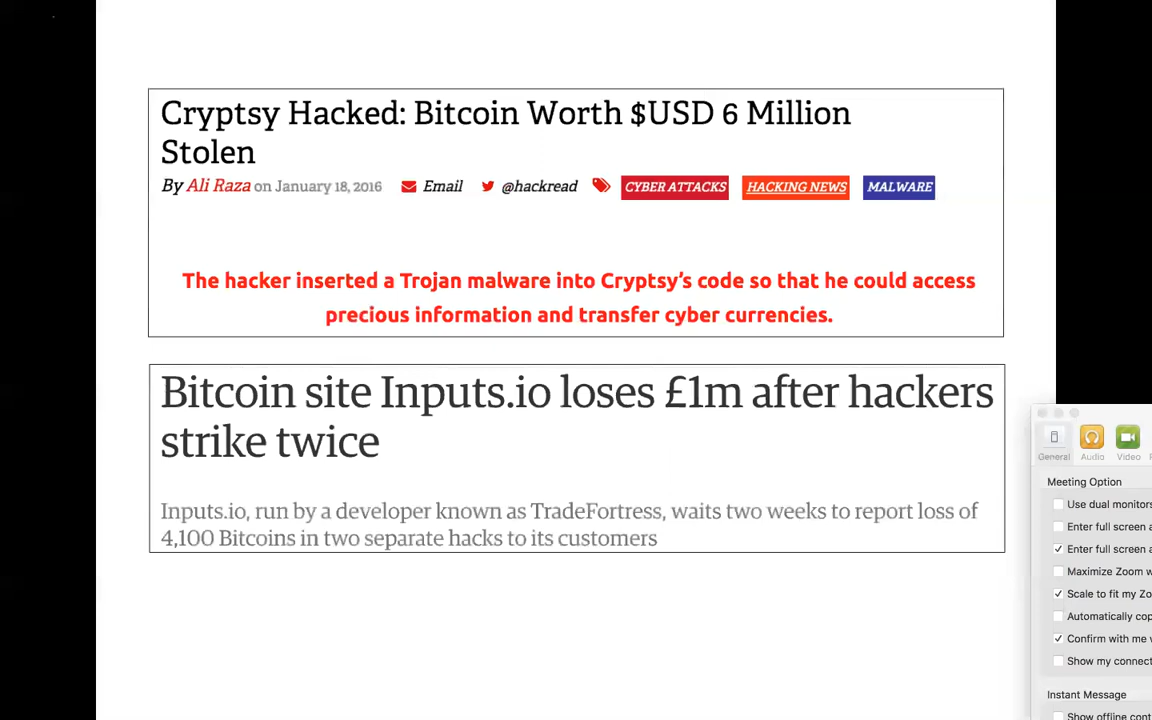 Cryptsy Hacked: Bitcoin Worth $USD 6 Million
Stolen
By Ali Raza on January 18, 2016 Email @hackread CYBER ATTACKS HACKING NEWS MALWARE
The hacker inserted a Trojan malware into Cryptsy's code so that he could access
precious information and transfer cyber currencies.
Bitcoin site Inputs.io loses £1m after hackers
strike twice
Inputs.io, run by a developer known as TradeFortress, waits two weeks to report loss of
4,100 Bitcoins in two separate hacks to its customers
General Audio Video
Meeting Option
Use dual monitors
Enter full screen
Enter full screen
Maximize Zoom
Scale to fit my
Automatically
Confirm with me
Show my
Instant Message
Show offline